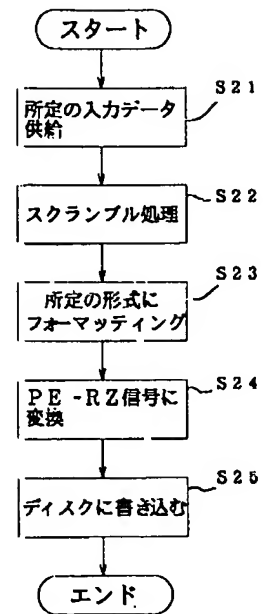 スタート
S21
所定の入力データ
供給
S22
スクランブル処理
S23
所定の形式に
フォーマッティング
S24
PE-RZ信号に
変換
S25
ディスクに書き込む
エンド